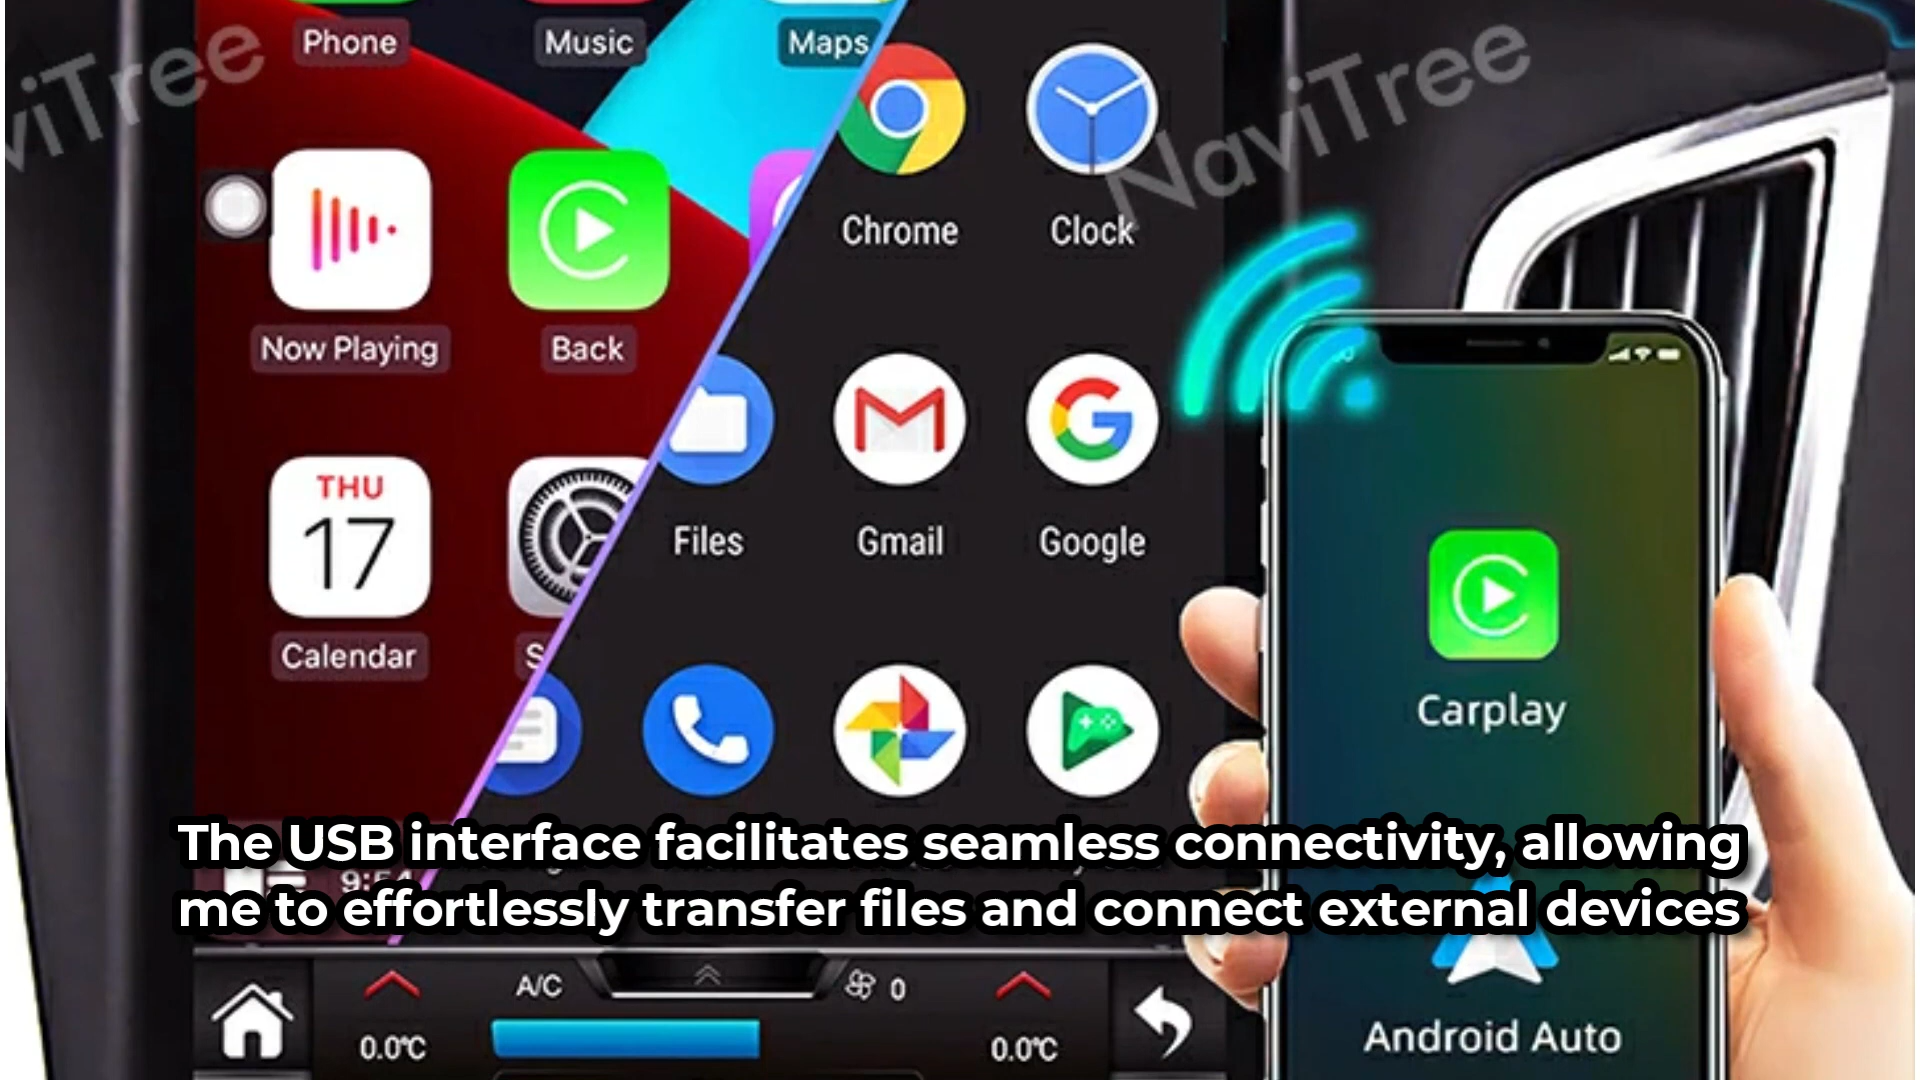 Phone
Music
Maps
viTree
NaviTree
Chrome
Clock
Now Playing
Back
THU
17
Files
Gmail
Google
Calendar
S
Carplay
The USB interface facilitates seamless connectivity, allowing
me to effortlessly transfer files and connect external devices
A/C
0
0.0°C
0.0°C
Android Auto